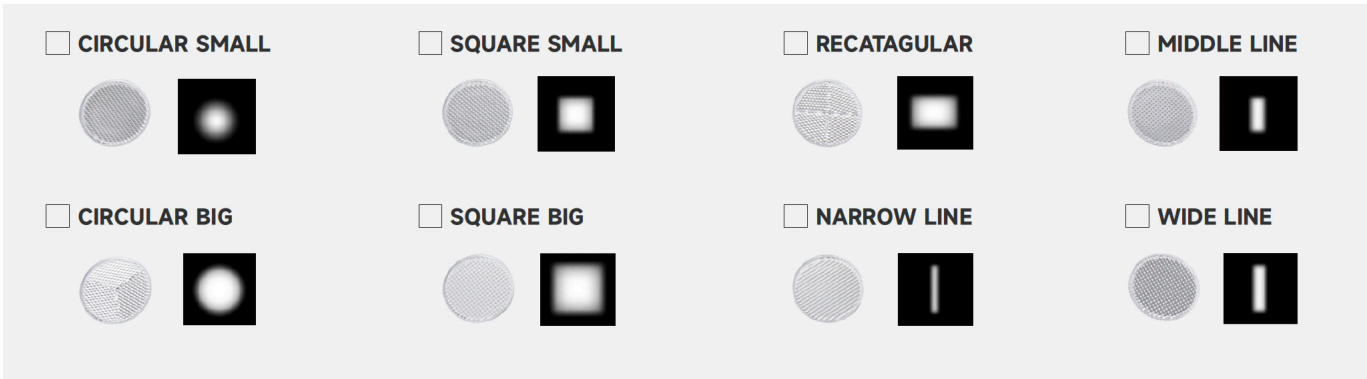 CIRCULAR SMALL
SQUARE SMALL
RECATAGULAR
MIDDLE LINE
CIRCULAR BIG
SQUARE BIG
NARROW LINE
WIDE LINE